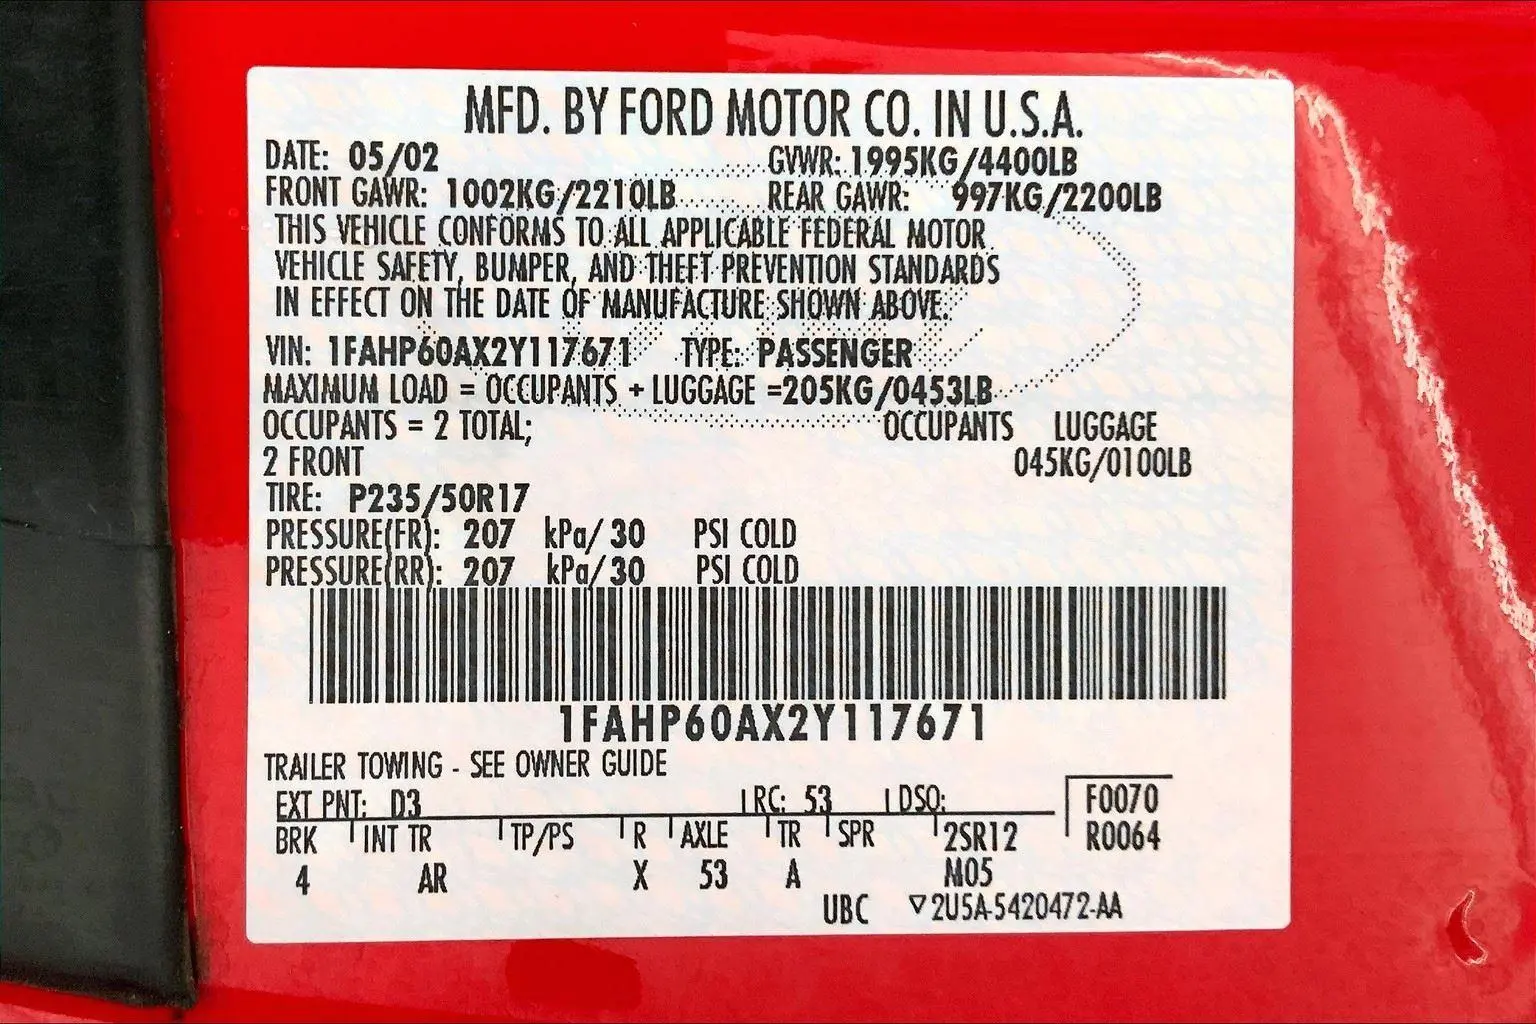 MFD. BY FORD MOTOR CO. IN U.S.A.
DATE: 05/02 GVWR: 1995KG/4400LB
FRONT GAWR: 1002KG/2210LB REAR GAWR: 997KG/2200LB
THIS VEHICLE CONFORMS TO ALL APPLICABLE FEDERAL MOTOR
VEHICLE SAFETY, BUMPER, AND THEFT PREVENTION STANDARDS
IN EFFECT ON THE DATE OF MANUFACTURE SHOWN ABOVE.
VIN: 1FAHP60AX2Y117671 TYPE: PASSENGER
MAXIMUM LOAD = OCCUPANTS + LUGGAGE =205KG/0453LB
OCCUPANTS = 2 TOTAL; OCCUPANTS LUGGAGE
2 FRONT 045KG/0100LB
TIRE: P235/50R17
PRESSURE(FR): 207 kPa/ 30 PSI COLD
PRESSURE(RR): 207 kPa/ 30 PSI COLD
1FAHP60AX2Y117671
TRAILER TOWING - SEE OWNER GUIDE
EXT PNT: D3 RC: 53 DSO: F0070
BRK INT TR TP/PS R AXLE TR SPR 2SR12 R0064
4 AR X 53 A M05
UBC ▽2U5A-5420472-AA